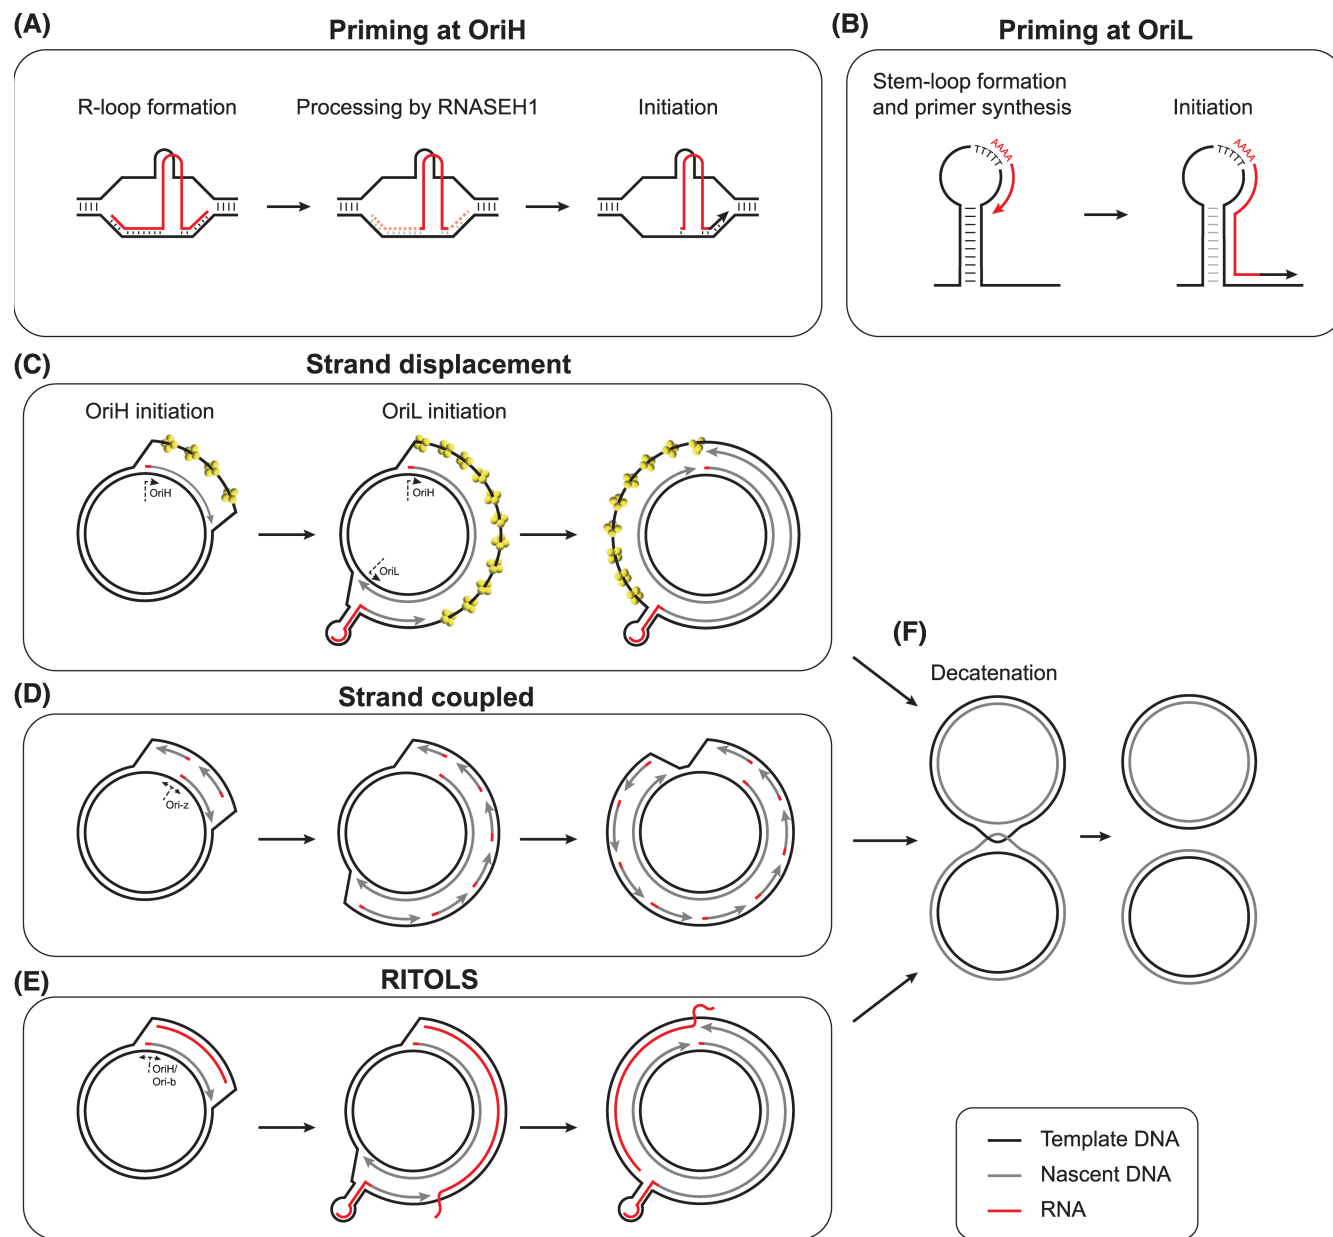 (A)
Priming at OriH
R-loop formation
Processing by RNASEH1
Initiation
(B)
Priming at OriL
Stem-loop formation
and primer synthesis
Initiation
AAAA
TTTTT
AAAA
TTTTT
(C)
Strand displacement
OriH initiation
OriL initiation
OriH
OriH
OriL
(D)
Strand coupled
Ori-z
(E)
RITOLS
OriH/
Ori-b
(F)
Decatenation
Template DNA
Nascent DNA
RNA